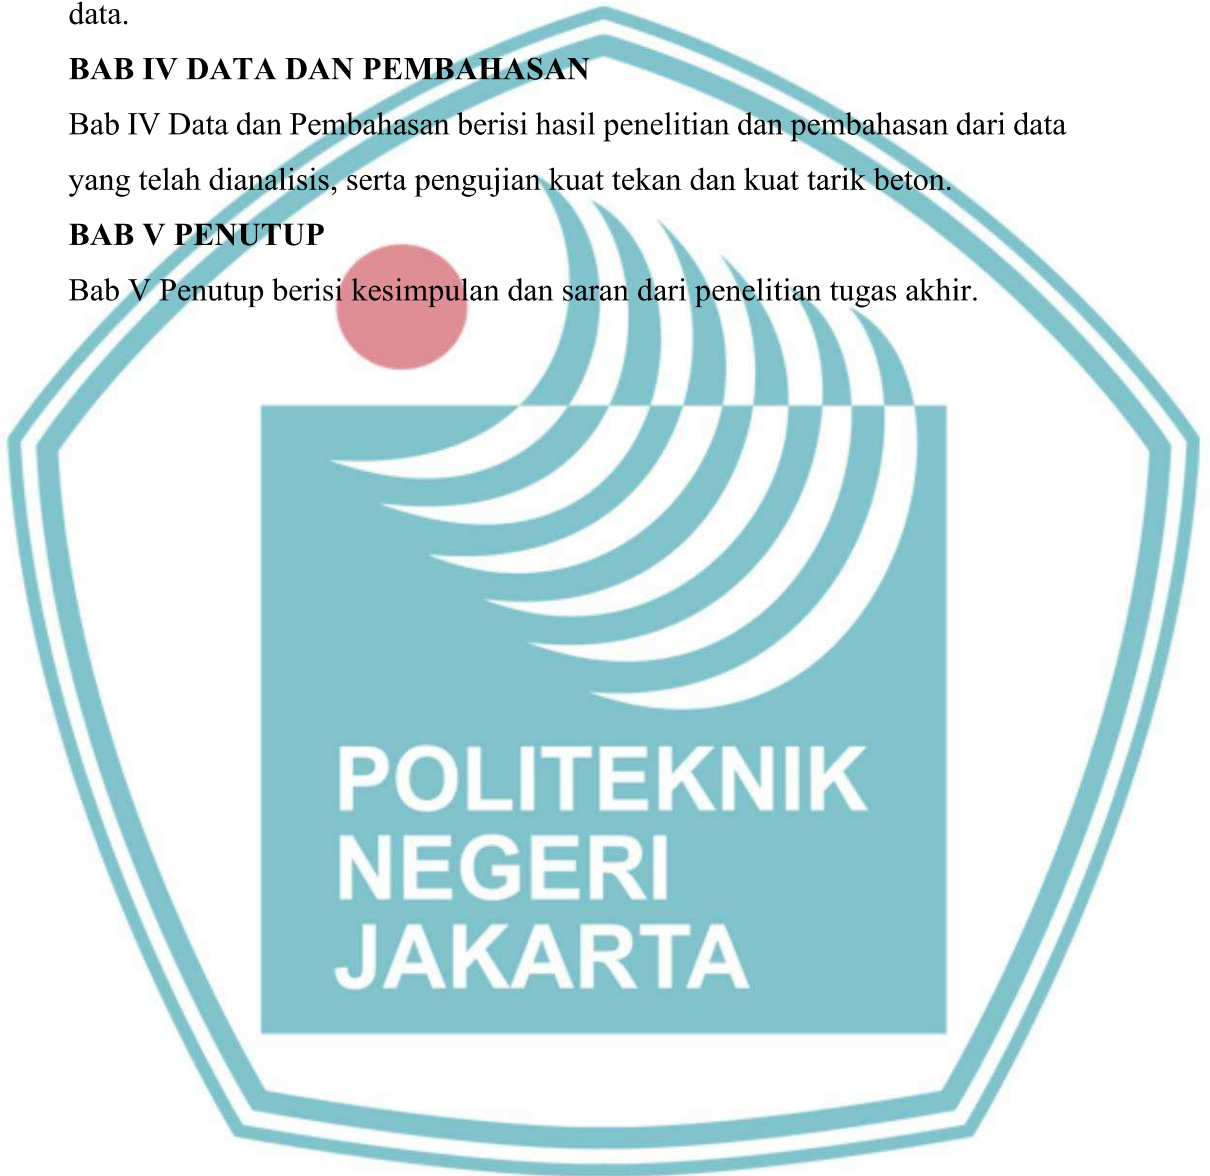 data.
BAB IV DATA DAN PEMBAHASAN
Bab IV Data dan Pembahasan berisi hasil penelitian dan pembahasan dari data
yang telah dianalisis, serta pengujian kuat tekan dan kuat tarik beton.
BAB V PENUTUP
Bab V Penutup berisi kesimpulan dan saran dari penelitian tugas akhir.
POLITEKNIK
NEGERI
JAKARTA